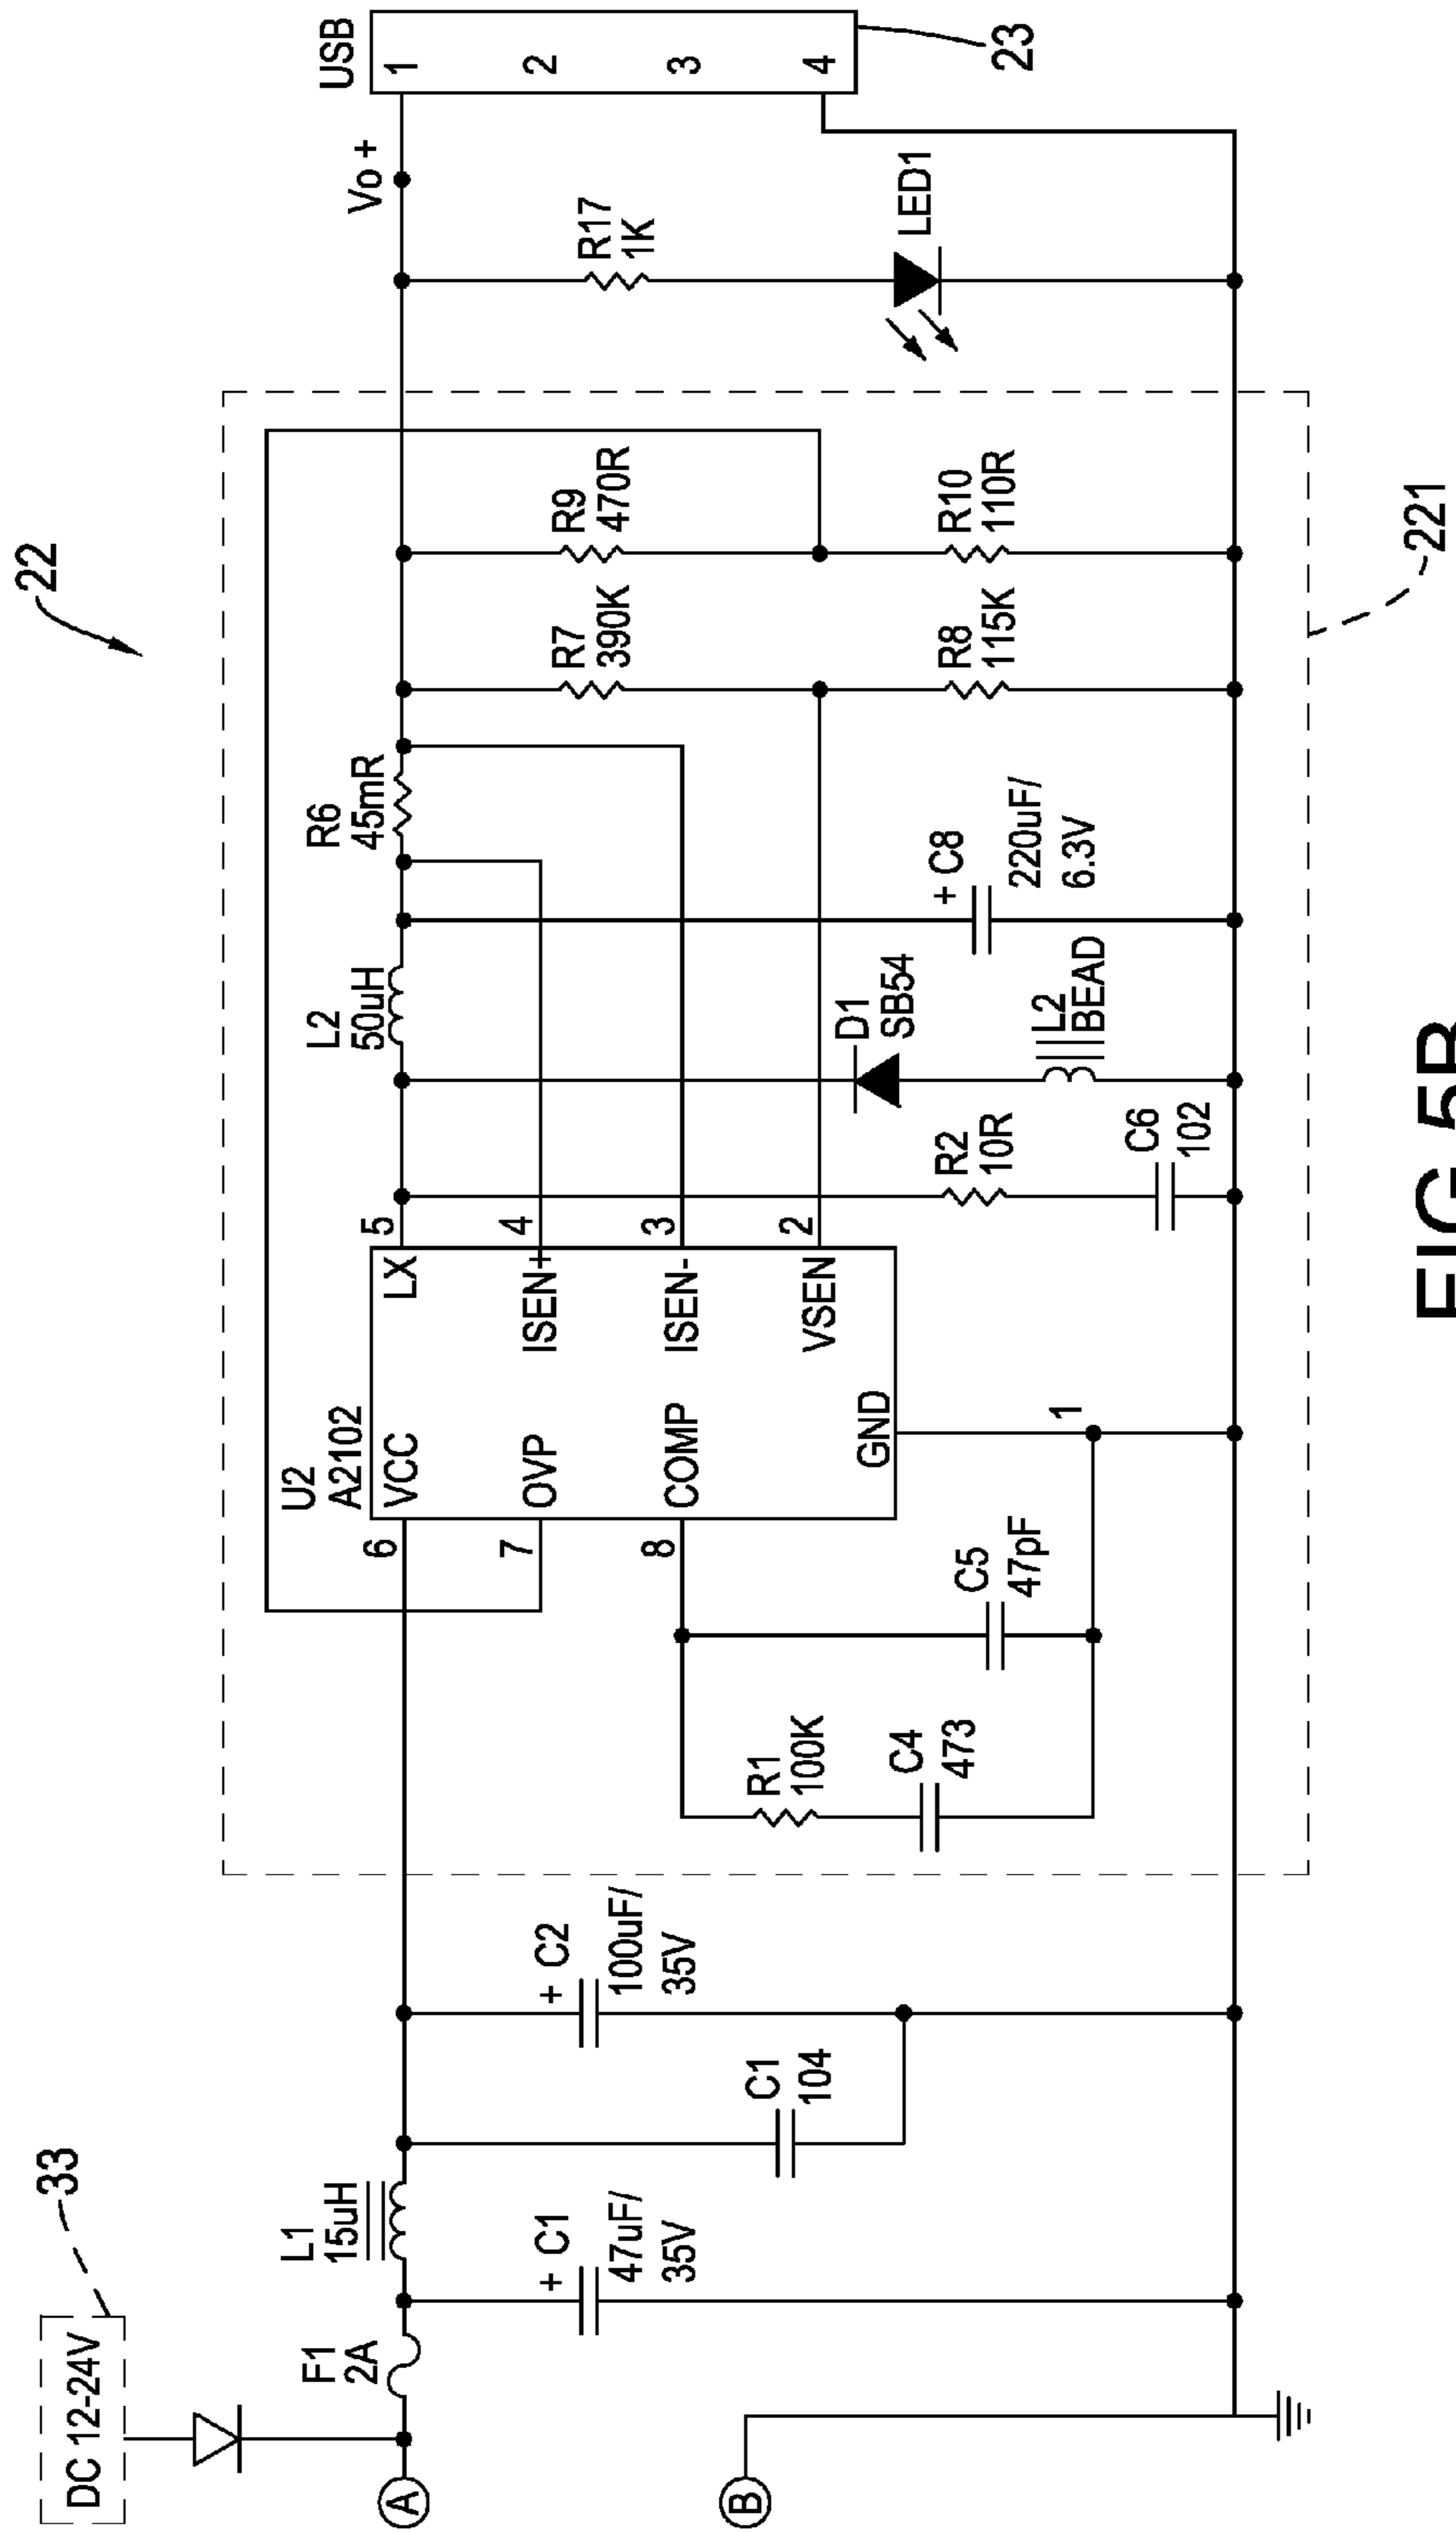 22
DC 12-24V
33
A
B
F1
2A
L1
15uH
+ C1
47uF/
35V
C1
104
+ C2
100uF/
35V
R1
100K
C4
473
C5
47pF
U2
A2102
6
VCC
7
OVP
8
COMP
GND
1
LX
5
ISEN+
4
ISEN-
3
VSEN
2
R2
10R
C6
102
D1
SB54
L2
BEAD
L2
50uH
+ C8
220uF/
6.3V
R6
45mR
R7
390K
R8
115K
R9
470R
R10
110R
221
R17
1K
LED1
Vo +
USB
1
2
3
4
23
FIG.5B